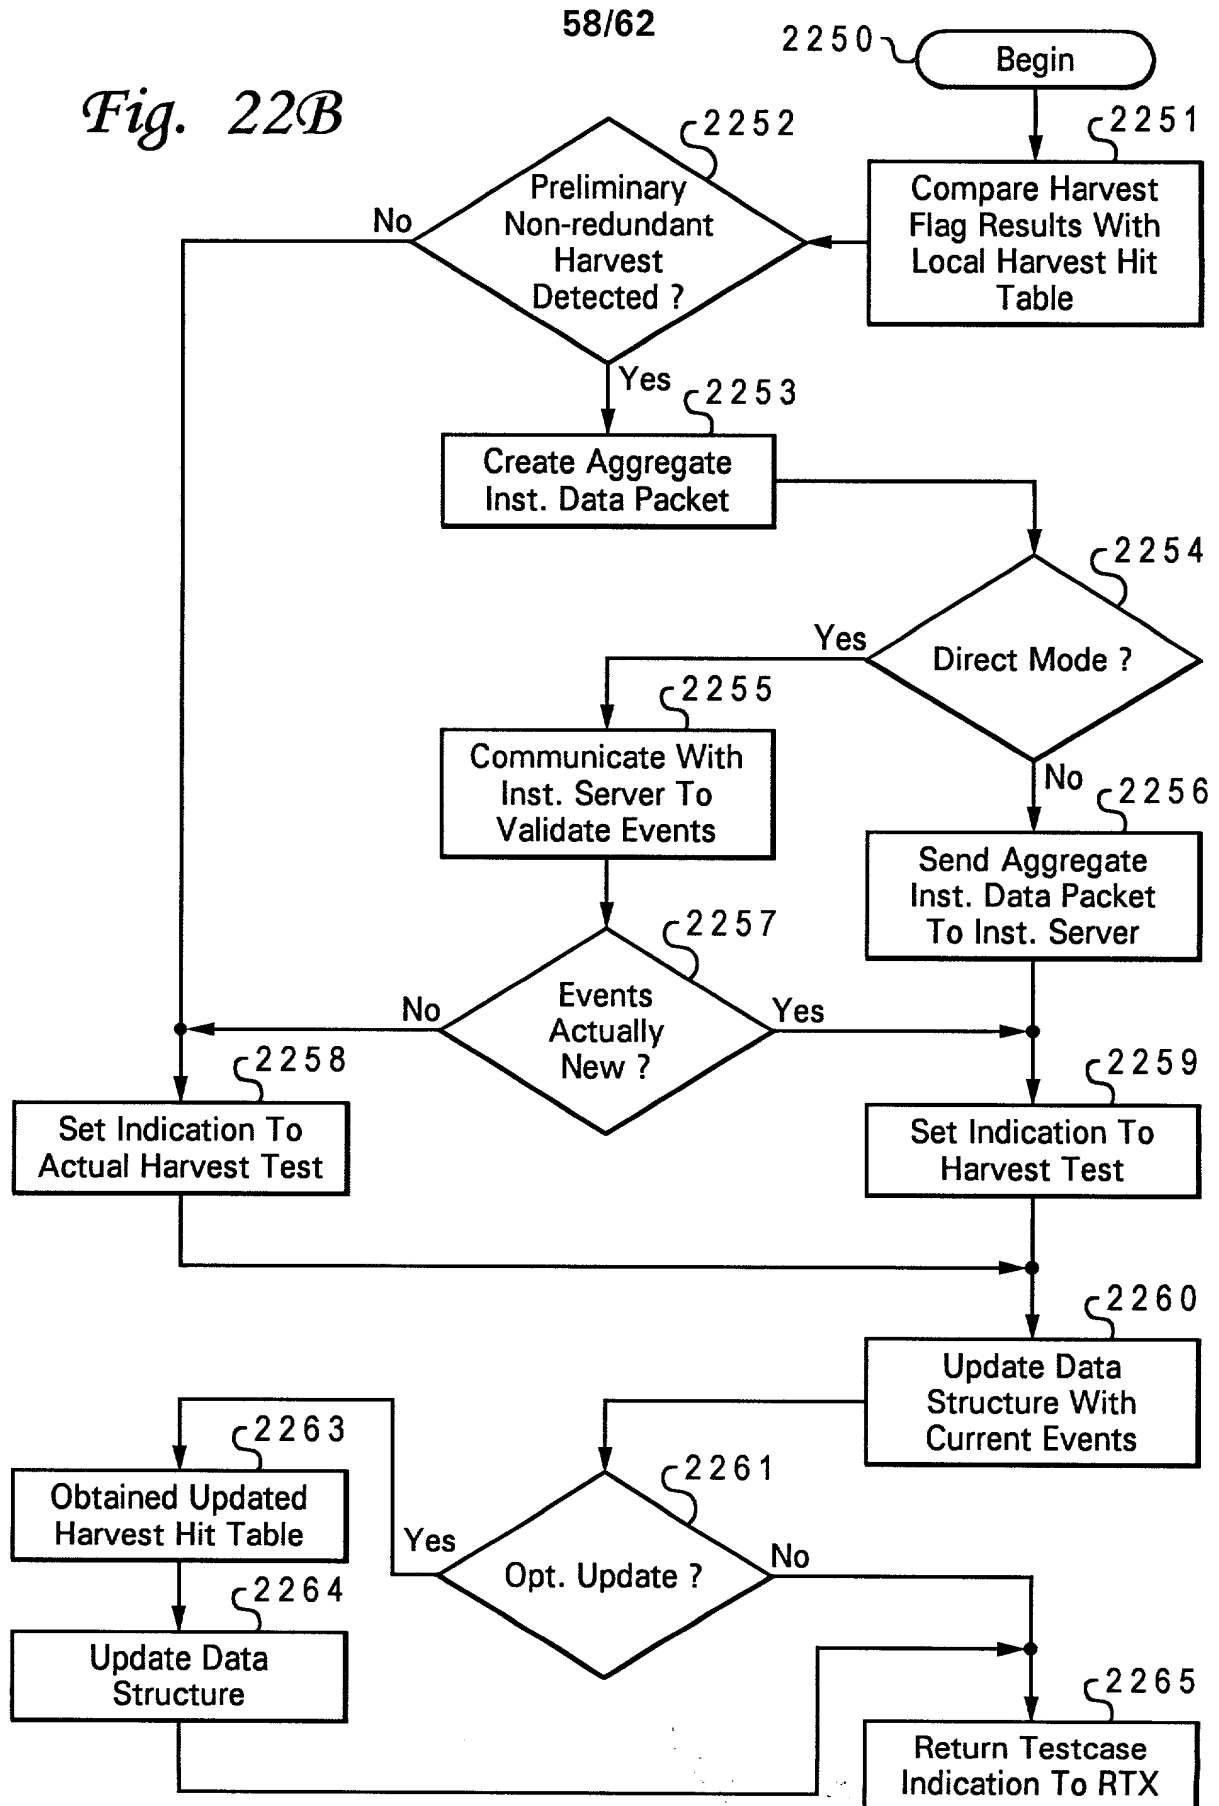 58/62
Fig. 22B
2250
Begin
2251
Compare Harvest
Flag Results With
Local Harvest Hit
Table
2252
Preliminary
Non-redundant
Harvest
Detected ?
No
Yes
2253
Create Aggregate
Inst. Data Packet
2254
Direct Mode ?
Yes
No
2255
Communicate With
Inst. Server To
Validate Events
2256
Send Aggregate
Inst. Data Packet
To Inst. Server
2257
Events
Actually
New ?
No
Yes
2258
Set Indication To
Actual Harvest Test
2259
Set Indication To
Harvest Test
2260
Update Data
Structure With
Current Events
2261
Opt. Update ?
Yes
No
2263
Obtained Updated
Harvest Hit Table
2264
Update Data
Structure
2265
Return Testcase
Indication To RTX